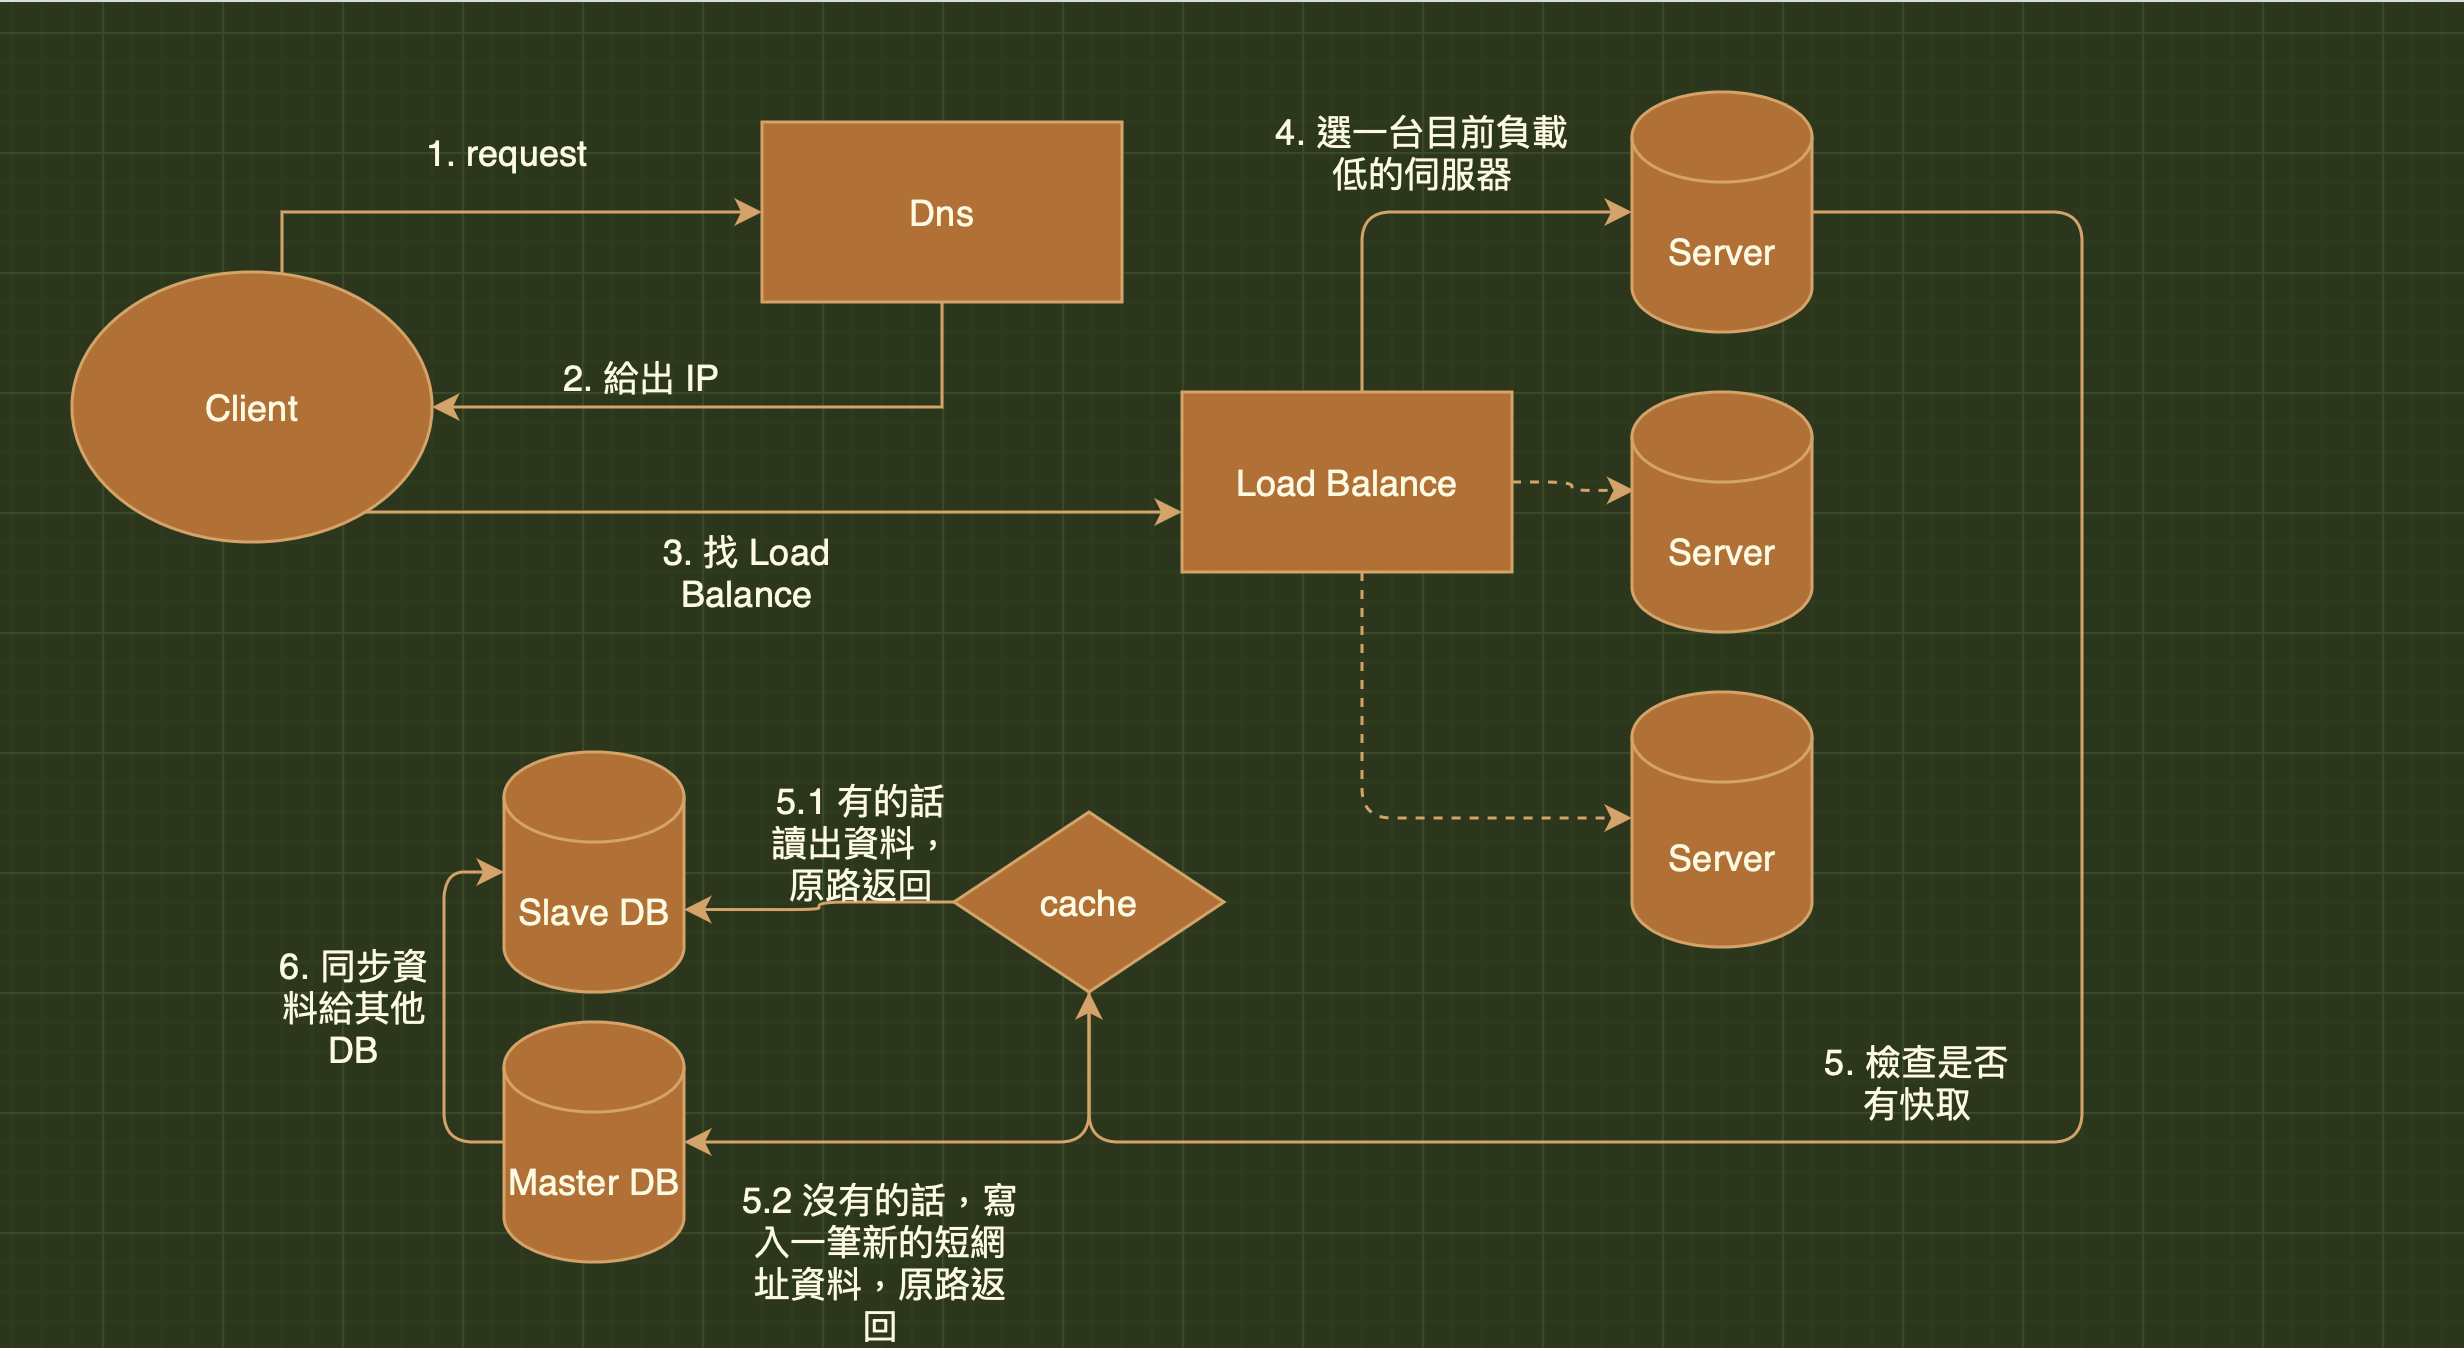 1. request
Dns
2. 給出 IP
Client
3. 找 Load
Balance
Load Balance
4. 選一台目前負載
低的伺服器
Server
Server
Server
5. 檢查是否
有快取
cache
5.1 有的話
讀出資料，
原路返回
Slave DB
5.2 沒有的話，寫
入一筆新的短網
址資料，原路返
回
Master DB
6. 同步資
料給其他
DB